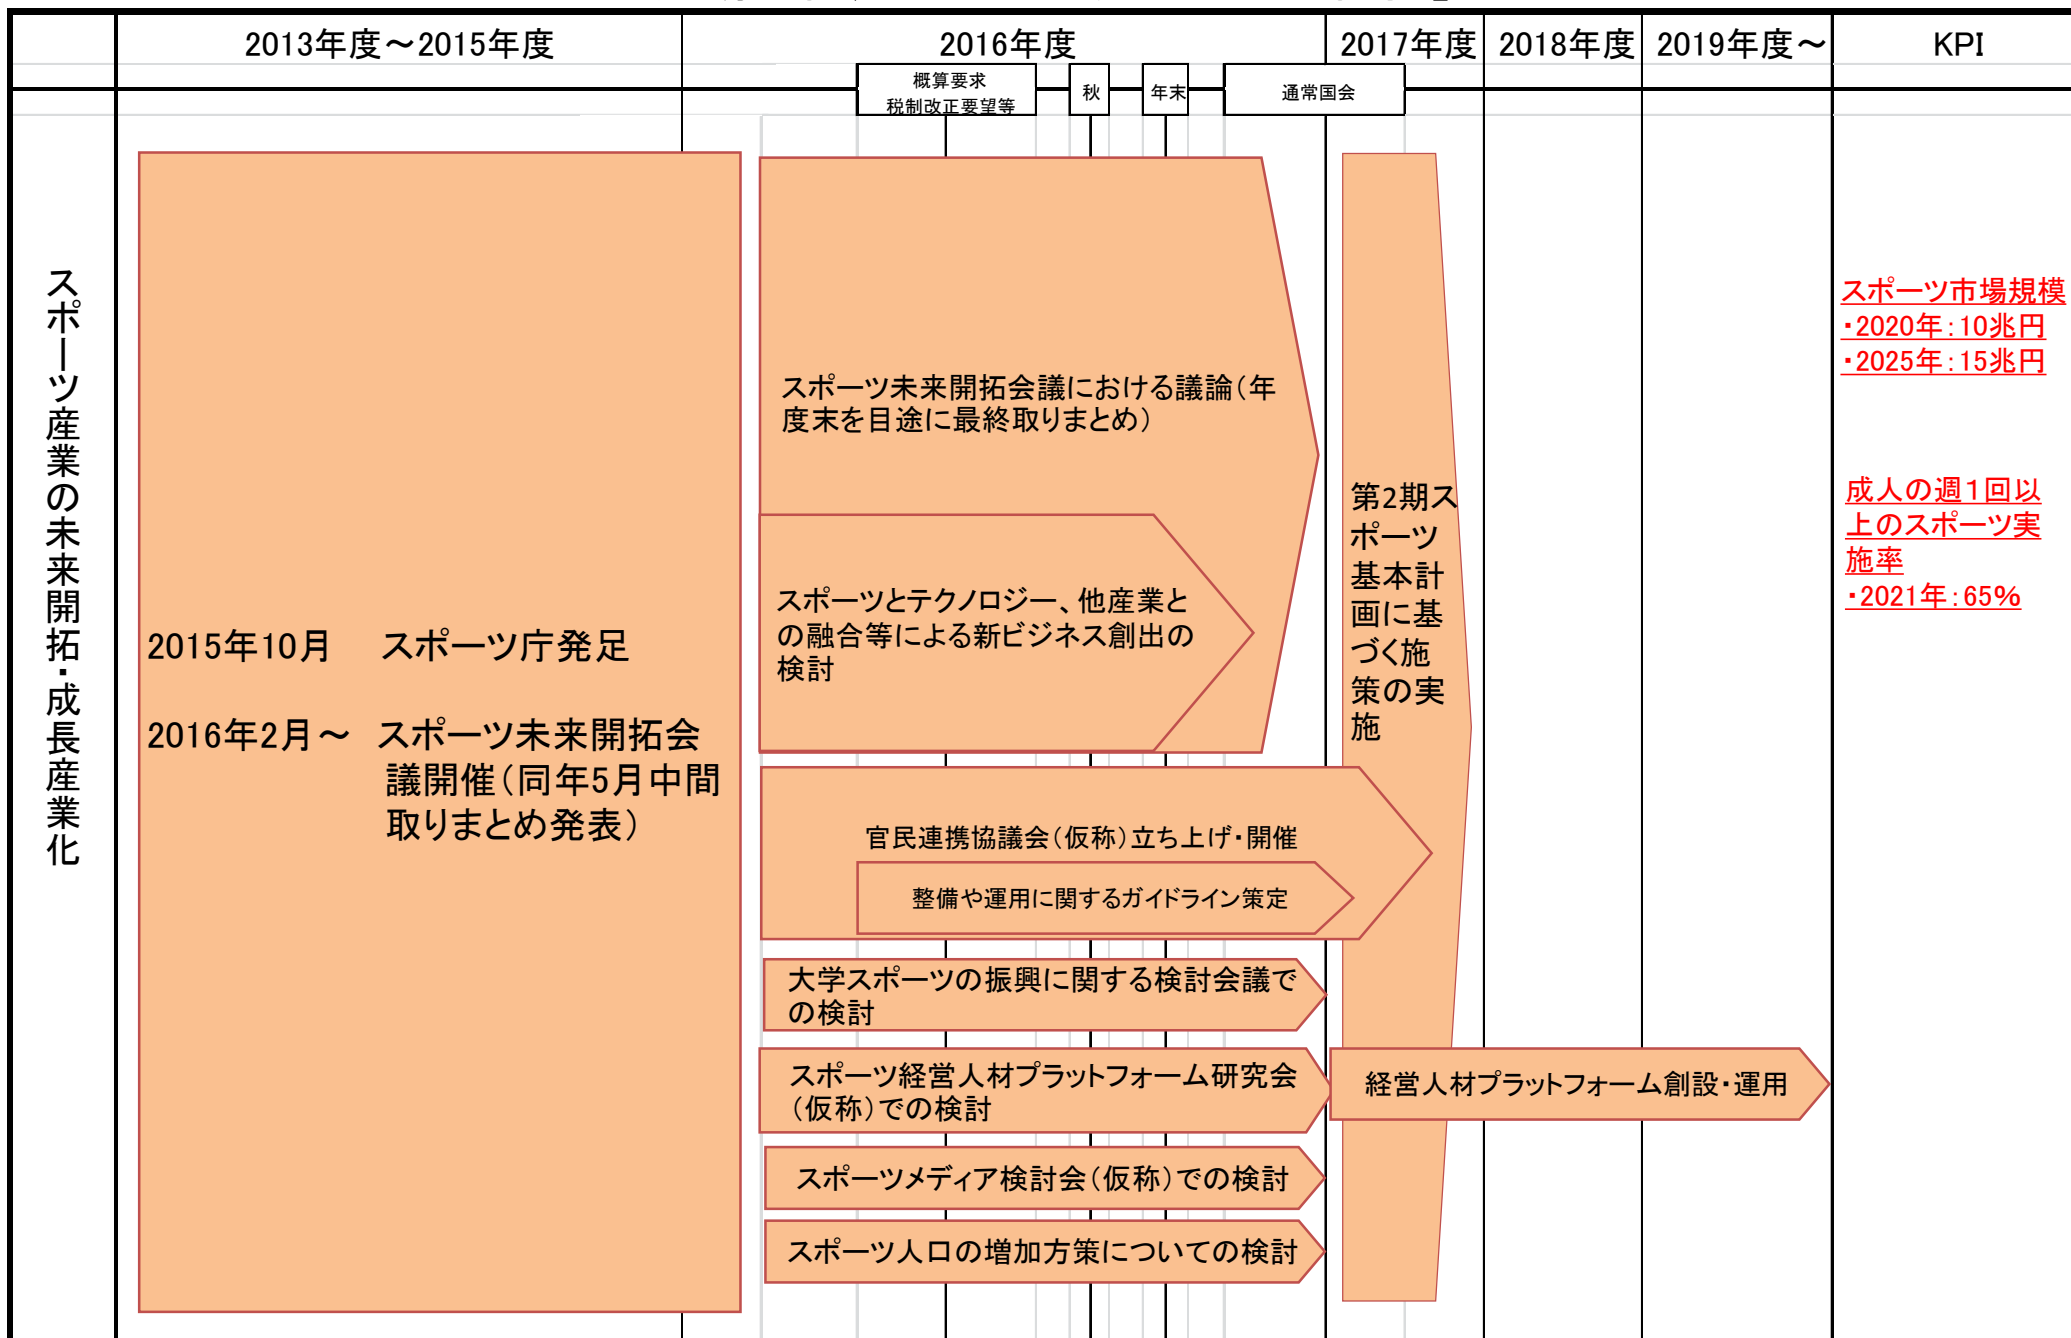 2013年度～2015年度
2016年度
2017年度
2018年度
2019年度～
KPI
概算要求
税制改正要望等
秋
年末
通常国会
スポーツ産業の未来開拓・成長産業化
2015年10月　スポーツ庁発足
2016年2月～　スポーツ未来開拓会
議開催（同年5月中間
取りまとめ発表）
スポーツ未来開拓会議における議論（年
度末を目途に最終取りまとめ）
スポーツとテクノロジー、他産業と
の融合等による新ビジネス創出の
検討
官民連携協議会（仮称）立ち上げ・開催
整備や運用に関するガイドライン策定
大学スポーツの振興に関する検討会議で
の検討
スポーツ経営人材プラットフォーム研究会
（仮称）での検討
スポーツメディア検討会（仮称）での検討
スポーツ人口の増加方策についての検討
第2期ス
ポーツ
基本計
画に基
づく施
策の実
施
経営人材プラットフォーム創設・運用
スポーツ市場規模
・2020年：10兆円
・2025年：15兆円
成人の週１回以
上のスポーツ実
施率
・2021年：65％